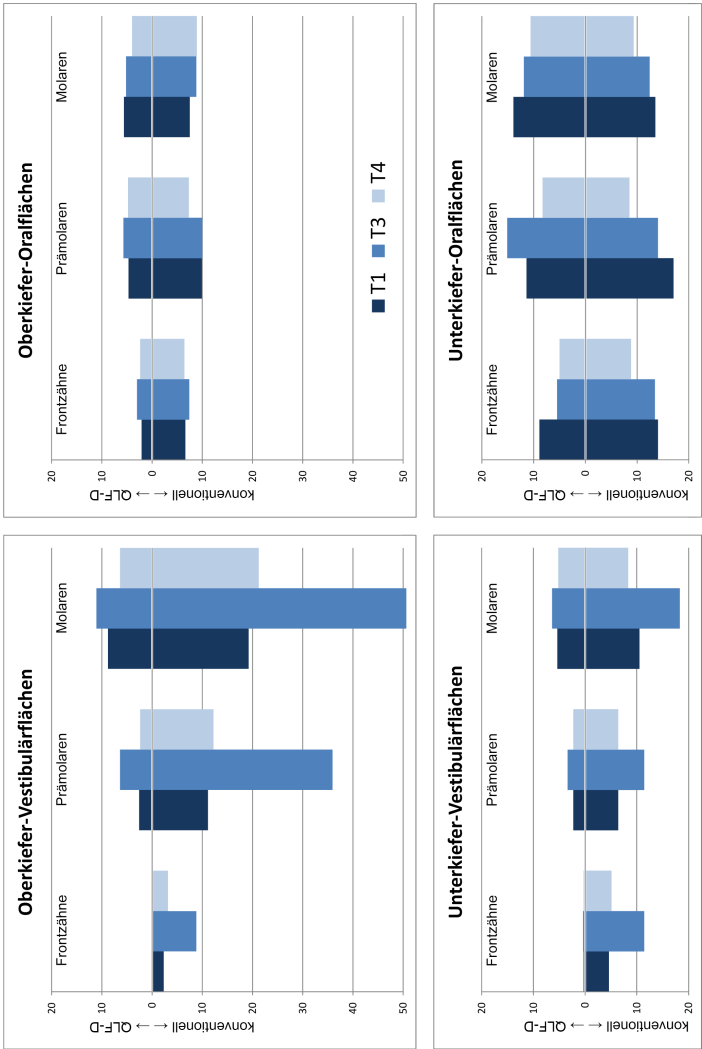 Oberkiefer-Vestibulärflächen
Frontzähne
Prämolaren
Molaren
20
10
0
10
20
30
40
50
konventionell ← → QLF-D
Oberkiefer-Oralflächen
Frontzähne
Prämolaren
Molaren
20
10
0
10
20
30
40
50
konventionell ← → QLF-D
T1 T3 T4
Unterkiefer-Vestibulärflächen
Frontzähne
Prämolaren
Molaren
20
10
0
10
20
konventionell ← → QLF-D
Unterkiefer-Oralflächen
Frontzähne
Prämolaren
Molaren
20
10
0
10
20
konventionell ← → QLF-D